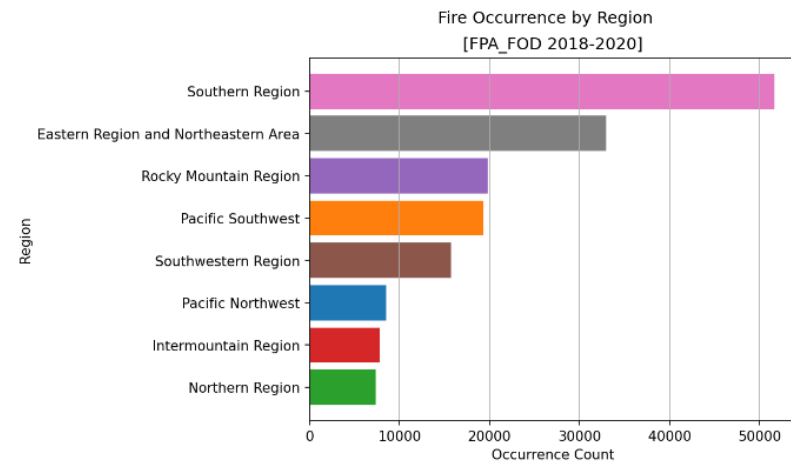 Fire Occurrence by Region
[FPA_FOD 2018-2020]
Southern Region
Eastern Region and Northeastern Area
Rocky Mountain Region
Pacific Southwest
Southwestern Region
Pacific Northwest
Intermountain Region
Northern Region
Region
0 10000 20000 30000 40000 50000
Occurrence Count